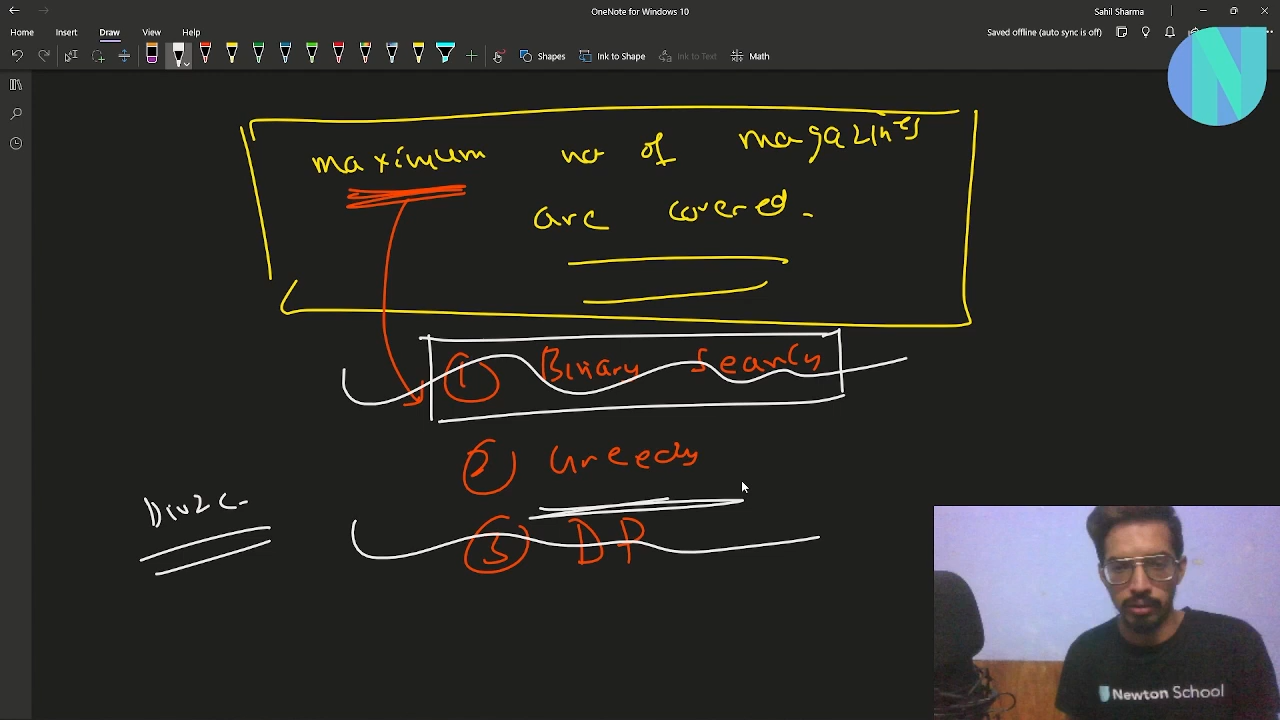 OneNote for Windows 10
Sahil Sharma
Home Insert Draw View Help
Saved offline (auto sync is off)
Shapes Ink to Shape Ink to Text Math
maximum no of magazines
are covered.
1 Binary Search
2 Greedy
Div2 C
3 DP
Newton School